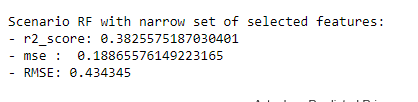 Scenario RF with narrow set of selected features:
- r2_score: 0.3825575187030401
- mse :  0.18865576149223165
- RMSE: 0.434345